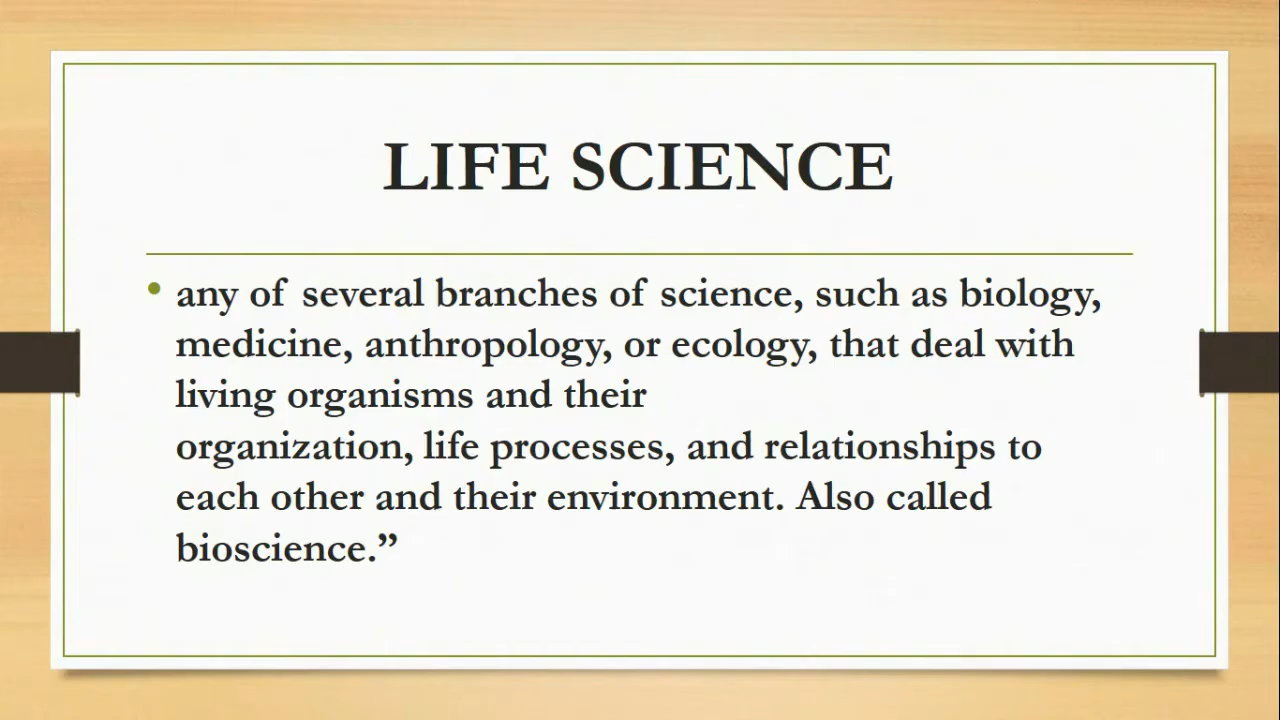 LIFE SCIENCE
• any of several branches of science, such as biology,
medicine, anthropology, or ecology, that deal with
living organisms and their
organization, life processes, and relationships to
each other and their environment. Also called
bioscience.”